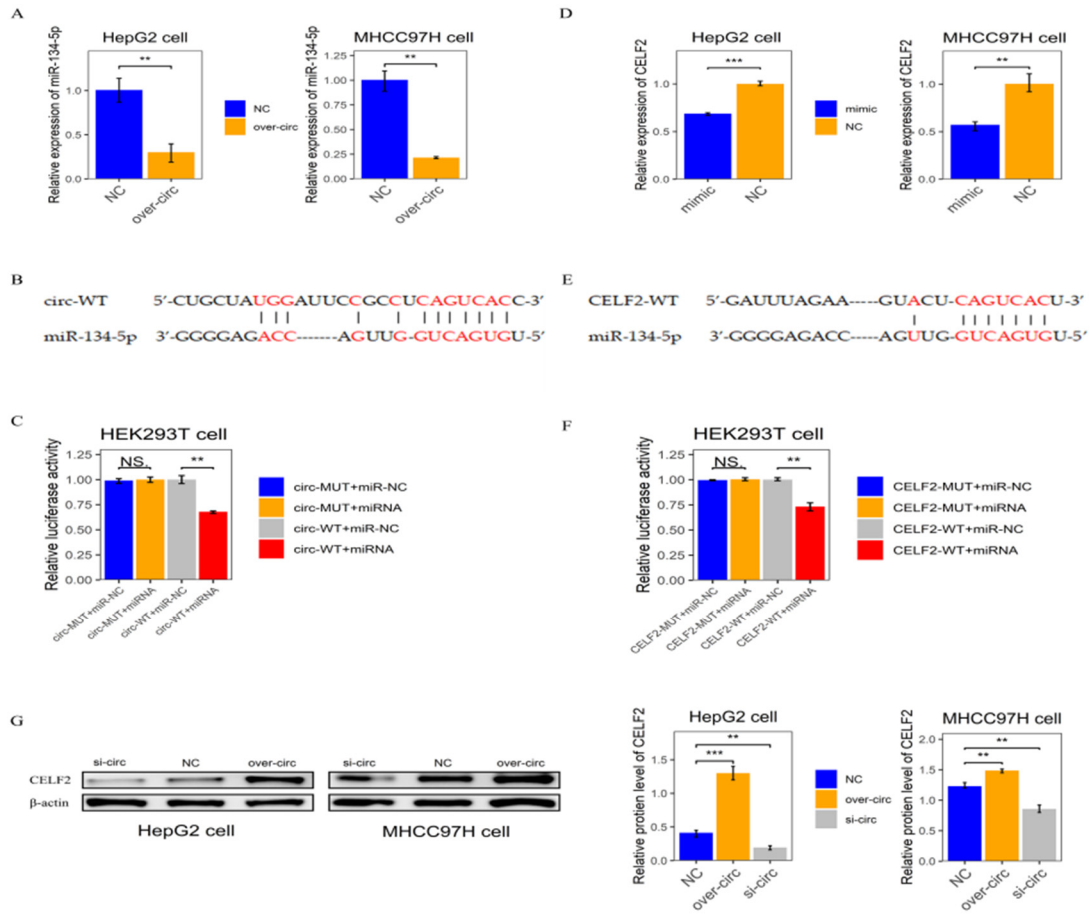 A
HepG2 cell
Relative expression of miR-134-5p
**
1.0
0.5
0.0
NC
over-circ
NC
over-circ
MHCC97H cell
Relative expression of miR-134-5p
**
1.25
1.00
0.75
0.50
0.25
0.00
NC
over-circ
D
HepG2 cell
Relative expression of CELF2
***
1.0
0.5
0.0
mimic
NC
mimic
NC
MHCC97H cell
Relative expression of CELF2
**
1.0
0.5
0.0
mimic
NC
B
circ-WT 5′-CUGCUAUGGAUUCCGCCUCAGUCACC-3′
miR-134-5p 3′-GGGGAGACC-------AGUUG-GUCAGUGU-5′
E
CELF2-WT 5′-GAUUUAGAA-----GUACU-CAGUCACU-3′
miR-134-5p 3′-GGGGAGACC-----AGUUG-GUCAGUGU-5′
C
HEK293T cell
Relative luciferase activity
NS.
**
1.25
1.00
0.75
0.50
0.25
0.00
circ-MUT+miR-NC
circ-MUT+miRNA
circ-WT+miR-NC
circ-WT+miRNA
circ-MUT+miR-NC
circ-MUT+miRNA
circ-WT+miR-NC
circ-WT+miRNA
F
HEK293T cell
Relative luciferase activity
NS.
**
1.25
1.00
0.75
0.50
0.25
0.00
CELF2-MUT+miR-NC
CELF2-MUT+miRNA
CELF2-WT+miR-NC
CELF2-WT+miRNA
CELF2-MUT+miR-NC
CELF2-MUT+miRNA
CELF2-WT+miR-NC
CELF2-WT+miRNA
G
si-circ NC over-circ si-circ NC over-circ
CELF2
β-actin
HepG2 cell MHCC97H cell
HepG2 cell
Relative protien level of CELF2
**
***
1.5
1.0
0.5
0.0
NC
over-circ
si-circ
NC
over-circ
si-circ
MHCC97H cell
Relative protien level of CELF2
**
**
2.0
1.5
1.0
0.5
0.0
NC
over-circ
si-circ